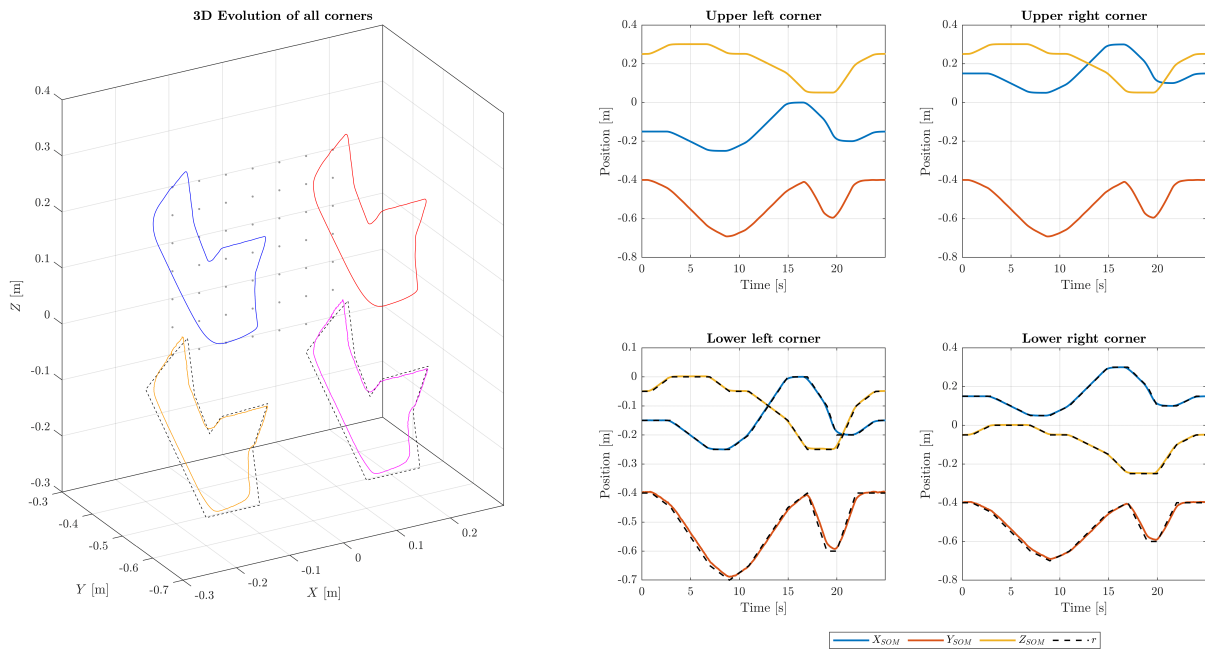 3D Evolution of all corners
0.4
0.3
0.2
0.1
0
-0.1
-0.2
-0.3
Z [m]
-0.3
-0.4
-0.5
-0.6
-0.7
Y [m]
-0.3
-0.2
-0.1
0
0.1
0.2
X [m]
Upper left corner
0.4
0.2
0
-0.2
-0.4
-0.6
-0.8
Position [m]
0 5 10 15 20
Time [s]
Upper right corner
0.4
0.2
0
-0.2
-0.4
-0.6
-0.8
Position [m]
0 5 10 15 20
Time [s]
Lower left corner
0.1
0
-0.1
-0.2
-0.3
-0.4
-0.5
-0.6
-0.7
Position [m]
0 5 10 15 20
Time [s]
Lower right corner
0.4
0.2
0
-0.2
-0.4
-0.6
-0.8
Position [m]
0 5 10 15 20
Time [s]
X_SOM Y_SOM Z_SOM r